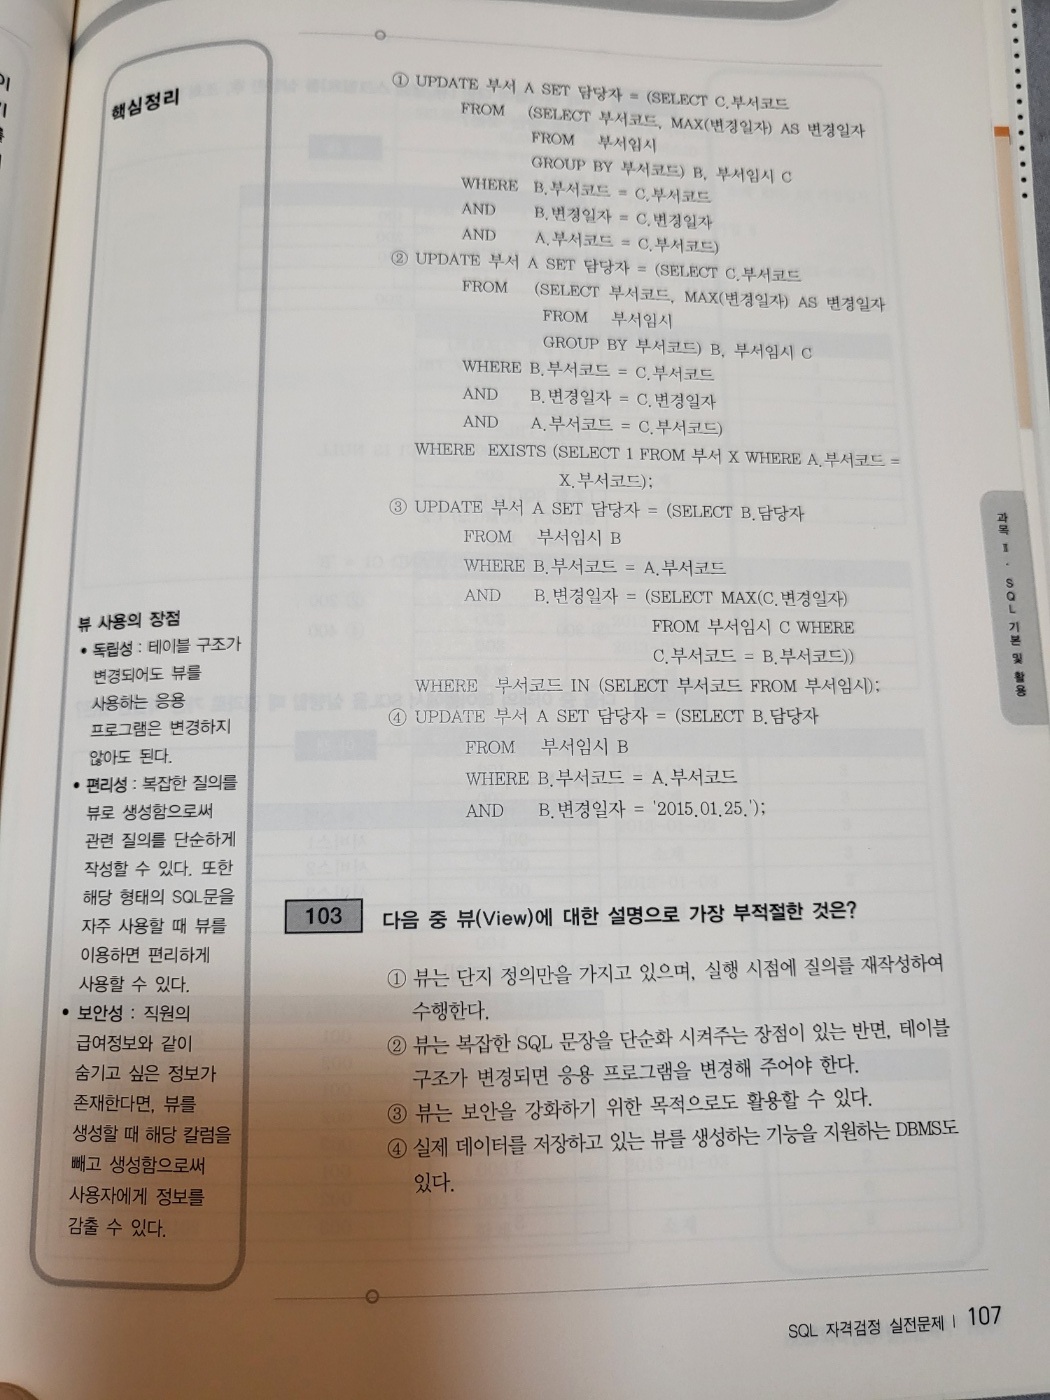 핵심정리
① UPDATE 부서 A SET 담당자 = (SELECT C.부서코드
FROM (SELECT 부서코드, MAX(변경일자) AS 변경일자
FROM 부서임시
GROUP BY 부서코드) B, 부서임시 C
WHERE B.부서코드 = C.부서코드
AND B.변경일자 = C.변경일자
AND A.부서코드 = C.부서코드)
② UPDATE 부서 A SET 담당자 = (SELECT C.부서코드
FROM (SELECT 부서코드, MAX(변경일자) AS 변경일자
FROM 부서임시
GROUP BY 부서코드) B, 부서임시 C
WHERE B.부서코드 = C.부서코드
AND B.변경일자 = C.변경일자
AND A.부서코드 = C.부서코드)
WHERE EXISTS (SELECT 1 FROM 부서 X WHERE A.부서코드 =
X.부서코드);
③ UPDATE 부서 A SET 담당자 = (SELECT B.담당자
FROM 부서임시 B
WHERE B.부서코드 = A.부서코드
AND B.변경일자 = (SELECT MAX(C.변경일자)
FROM 부서임시 C WHERE
C.부서코드 = B.부서코드))
WHERE 부서코드 IN (SELECT 부서코드 FROM 부서임시);
④ UPDATE 부서 A SET 담당자 = (SELECT B.담당자
FROM 부서임시 B
WHERE B.부서코드 = A.부서코드
AND B.변경일자 = '2015.01.25.');
뷰 사용의 장점
• 독립성 : 테이블 구조가
변경되어도 뷰를
사용하는 응용
프로그램은 변경하지
않아도 된다.
• 편리성 : 복잡한 질의를
뷰로 생성함으로써
관련 질의를 단순하게
작성할 수 있다. 또한
해당 형태의 SQL문을
자주 사용할 때 뷰를
이용하면 편리하게
사용할 수 있다.
• 보안성 : 직원의
급여정보와 같이
숨기고 싶은 정보가
존재한다면, 뷰를
생성할 때 해당 칼럼을
빼고 생성함으로써
사용자에게 정보를
감출 수 있다.
103 다음 중 뷰(View)에 대한 설명으로 가장 부적절한 것은?
① 뷰는 단지 정의만을 가지고 있으며, 실행 시점에 질의를 재작성하여
수행한다.
② 뷰는 복잡한 SQL 문장을 단순화 시켜주는 장점이 있는 반면, 테이블
구조가 변경되면 응용 프로그램을 변경해 주어야 한다.
③ 뷰는 보안을 강화하기 위한 목적으로도 활용할 수 있다.
④ 실제 데이터를 저장하고 있는 뷰를 생성하는 기능을 지원하는 DBMS도
있다.
과목 Ⅱ. SQL 기본 및 활용
SQL 자격검정 실전문제 | 107